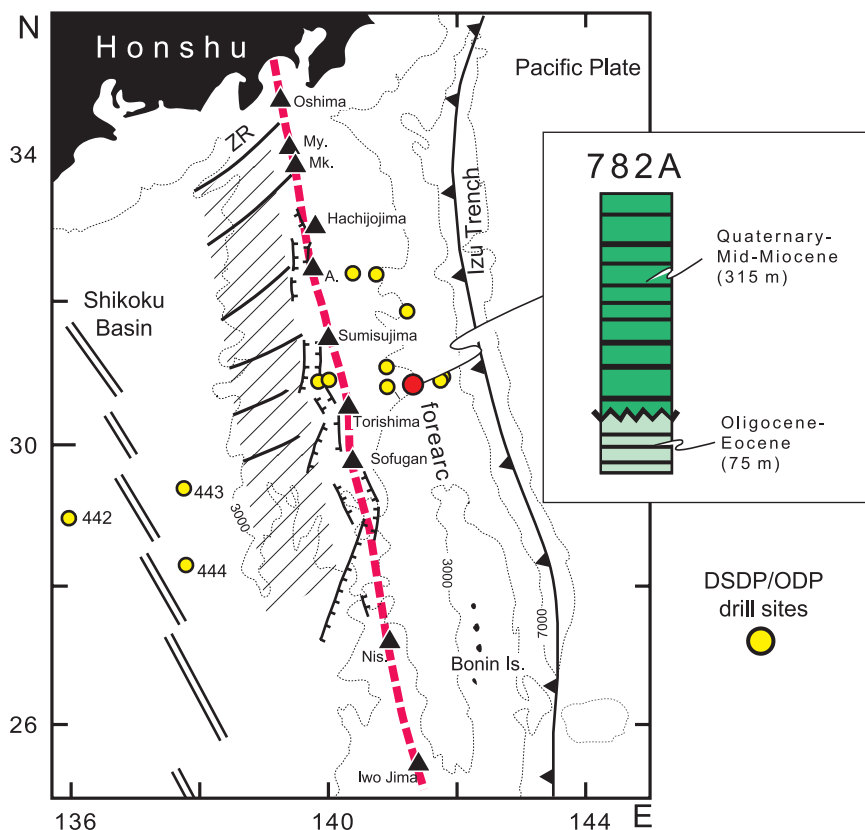 N
Honshu
Pacific Plate
Oshima
ZR
My.
Mk.
34
782A
Izu Trench
Hachijojima
Quaternary-
Mid-Miocene
(315 m)
A.
Shikoku
Basin
Sumisujima
forearc
Torishima
Oligocene-
Eocene
(75 m)
30
Sofugan
443
442
3000
444
3000
7000
DSDP/ODP
drill sites
Nis.
Bonin Is.
26
Iwo Jima
136
140
144
E